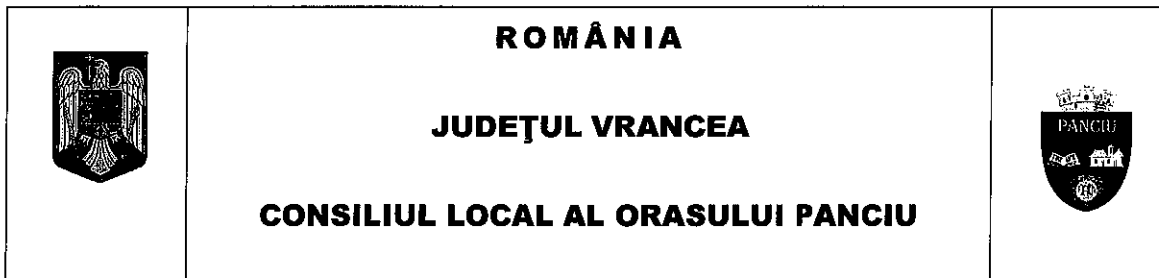 ROMÂNIA
JUDEŢUL VRANCEA
CONSILIUL LOCAL AL ORASULUI PANCIU
PANCIU